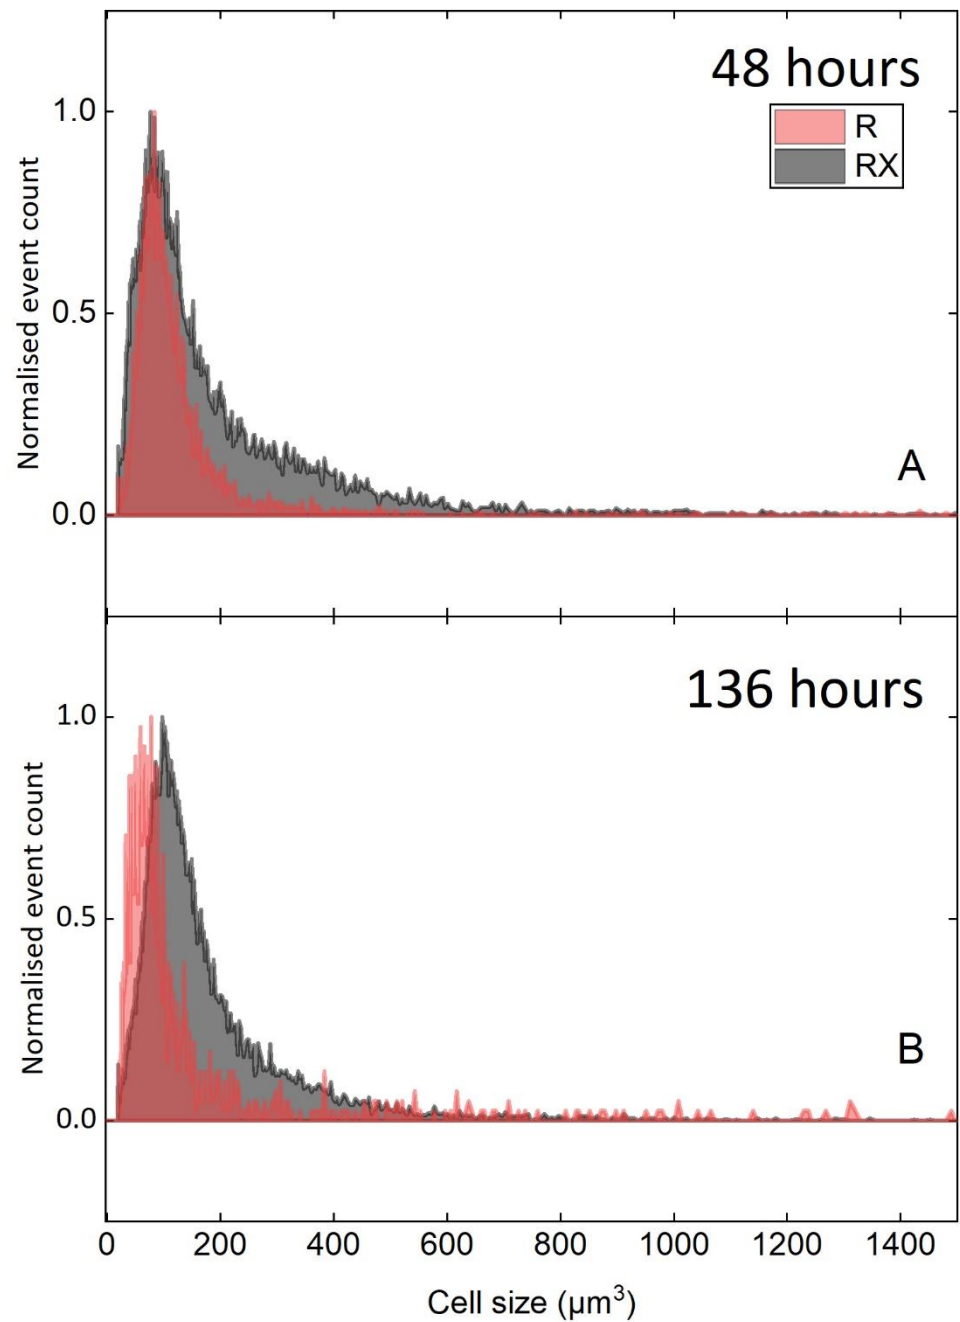 48 hours
R
RX
1.0
0.5
0.0
Normalised event count
A
136 hours
1.0
0.5
0.0
Normalised event count
B
0 200 400 600 800 1000 1200 1400
Cell size (µm³)